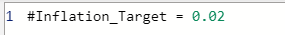 1 #Inflation_Target = 0.02